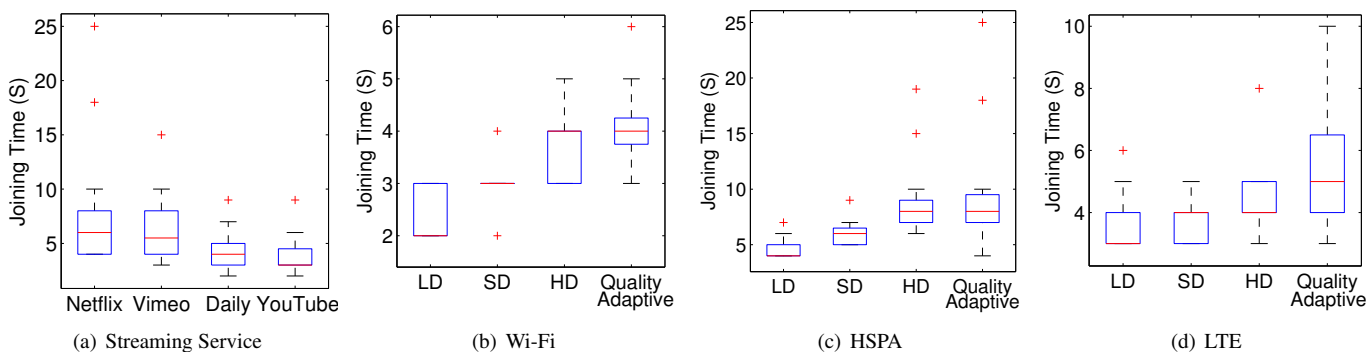 Joining Time (S)
25
20
15
10
5
Netflix Vimeo Daily YouTube
(a) Streaming Service
Joining Time (S)
6
5
4
3
2
LD SD HD Quality
Adaptive
(b) Wi-Fi
Joining Time (S)
25
20
15
10
5
LD SD HD Quality
Adaptive
(c) HSPA
Joining Time (S)
10
8
6
4
LD SD HD Quality
Adaptive
(d) LTE